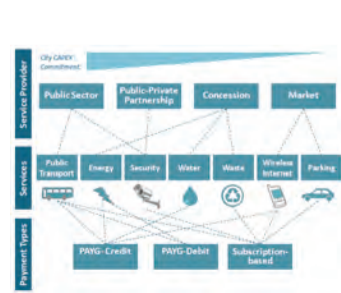 City CAPEX
Commitment
Service Provider
Public Sector
Public-Private
Partnership
Concession
Market
Services
Public
Transport
Energy
Security
Water
Waste
Wireless
Internet
Parking
Payment Types
PAYG-Credit
PAYG-Debit
Subscription-
based